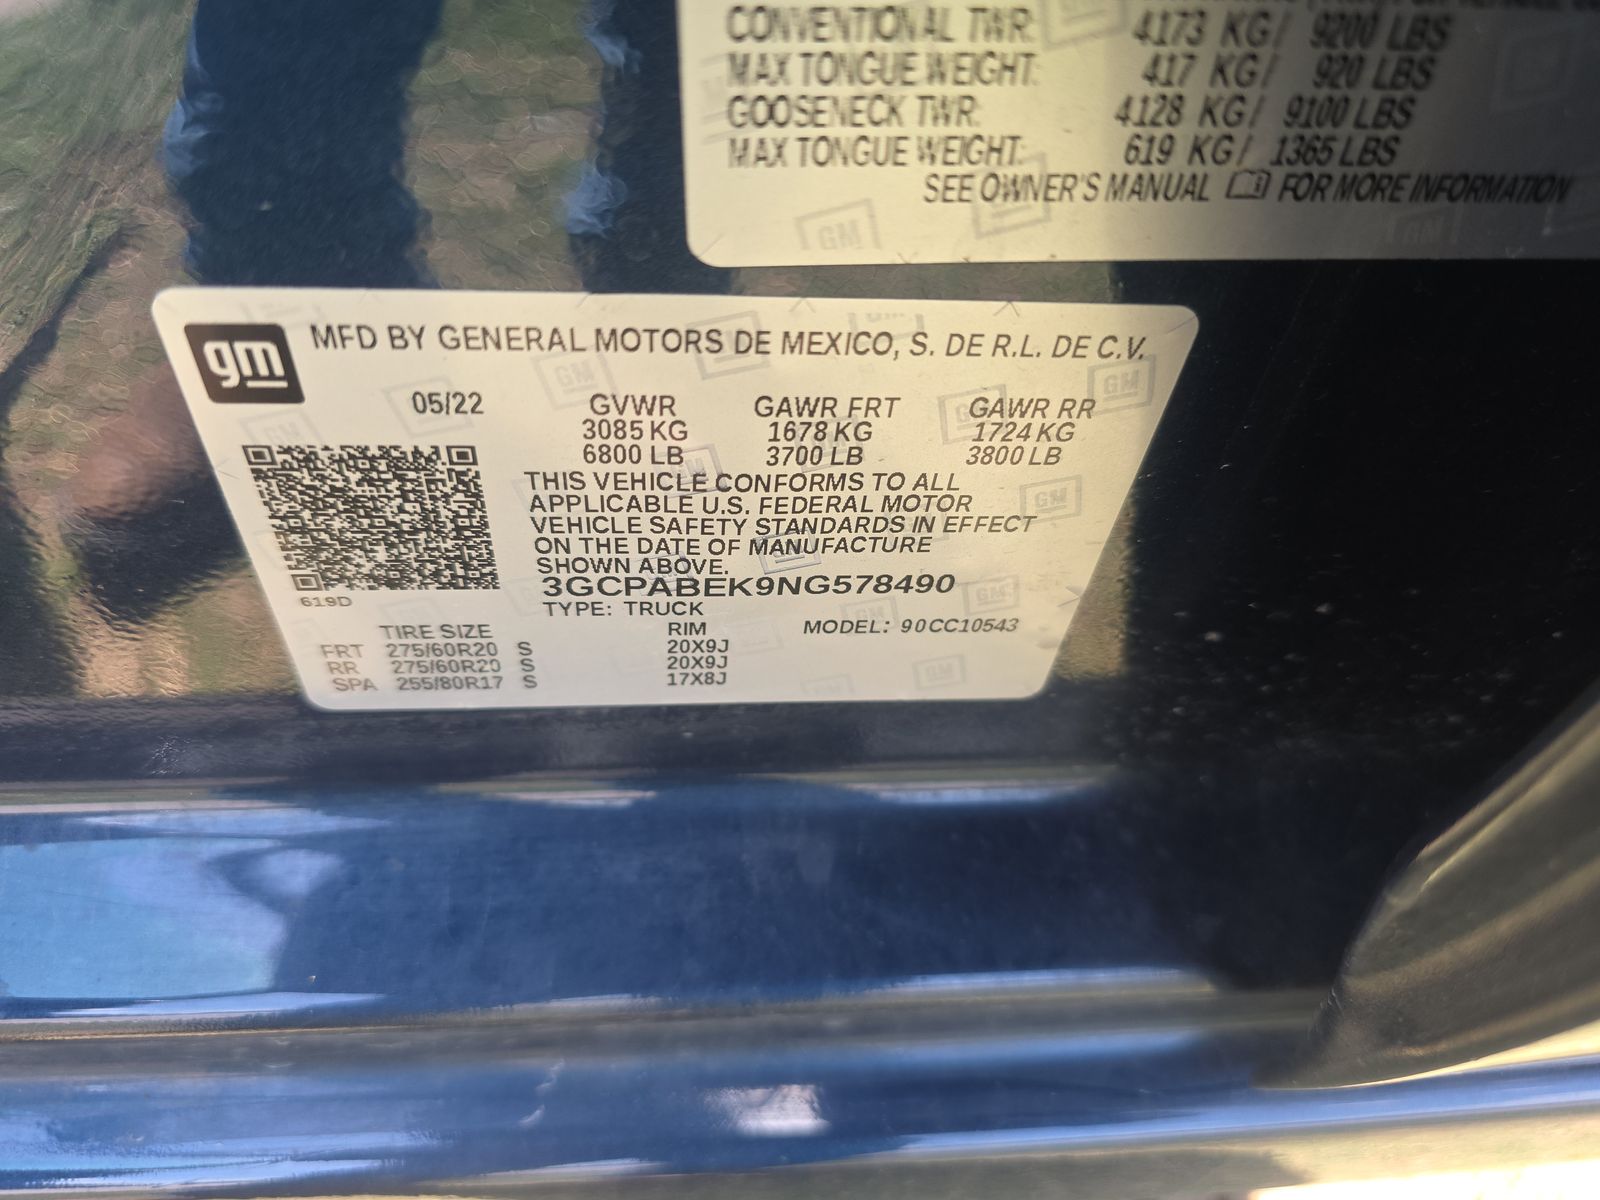 CONVENTIONAL TWR: 4173 KG/ 9200 LBS
MAX TONGUE WEIGHT: 417 KG/ 920 LBS
GOOSENECK TWR: 4128 KG/ 9100 LBS
MAX TONGUE WEIGHT: 619 KG/ 1365 LBS
SEE OWNER'S MANUAL FOR MORE INFORMATION
gm
MFD BY GENERAL MOTORS DE MEXICO, S. DE R.L. DE C.V.
05/22 GVWR GAWR FRT GAWR RR
3085 KG 1678 KG 1724 KG
6800 LB 3700 LB 3800 LB
THIS VEHICLE CONFORMS TO ALL
APPLICABLE U.S. FEDERAL MOTOR
VEHICLE SAFETY STANDARDS IN EFFECT
ON THE DATE OF MANUFACTURE
SHOWN ABOVE.
3GCPABEK9NG578490
619D
TYPE: TRUCK
TIRE SIZE RIM MODEL: 90CC10543
FRT 275/60R20 S 20X9J
RR 275/60R20 S 20X9J
SPA 255/80R17 S 17X8J